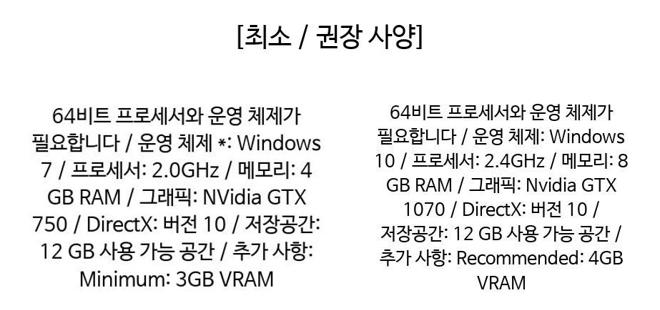 [최소 / 권장 사양]
64비트 프로세서와 운영 체제가
필요합니다 / 운영 체제 *: Windows
7 / 프로세서: 2.0GHz / 메모리: 4
GB RAM / 그래픽: NVidia GTX
750 / DirectX: 버전 10 / 저장공간:
12 GB 사용 가능 공간 / 추가 사항:
Minimum: 3GB VRAM
64비트 프로세서와 운영 체제가
필요합니다 / 운영 체제: Windows
10 / 프로세서: 2.4GHz / 메모리: 8
GB RAM / 그래픽: Nvidia GTX
1070 / DirectX: 버전 10 /
저장공간: 12 GB 사용 가능 공간 /
추가 사항: Recommended: 4GB
VRAM